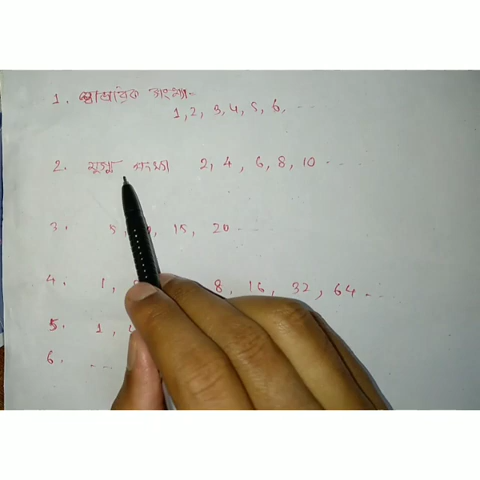 1. স্বাভাবিক সংখ্যা-
1, 2, 3, 4, 5, 6, ...
2. যুগ্ম সংখ্যা 2, 4, 6, 8, 10 ....
3. 5, 15, 20 ...
4. 1, 8, 16, 32, 64 ...
5. 1,
6. ...